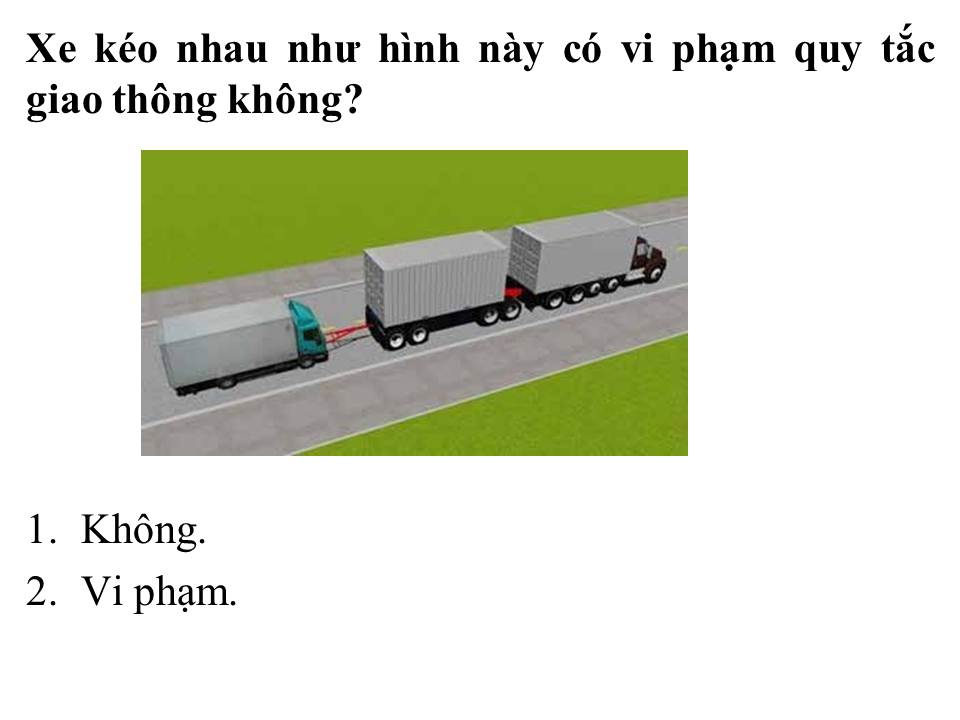 Xe kéo nhau như hình này có vi phạm quy tắc
giao thông không?
1. Không.
2. Vi phạm.